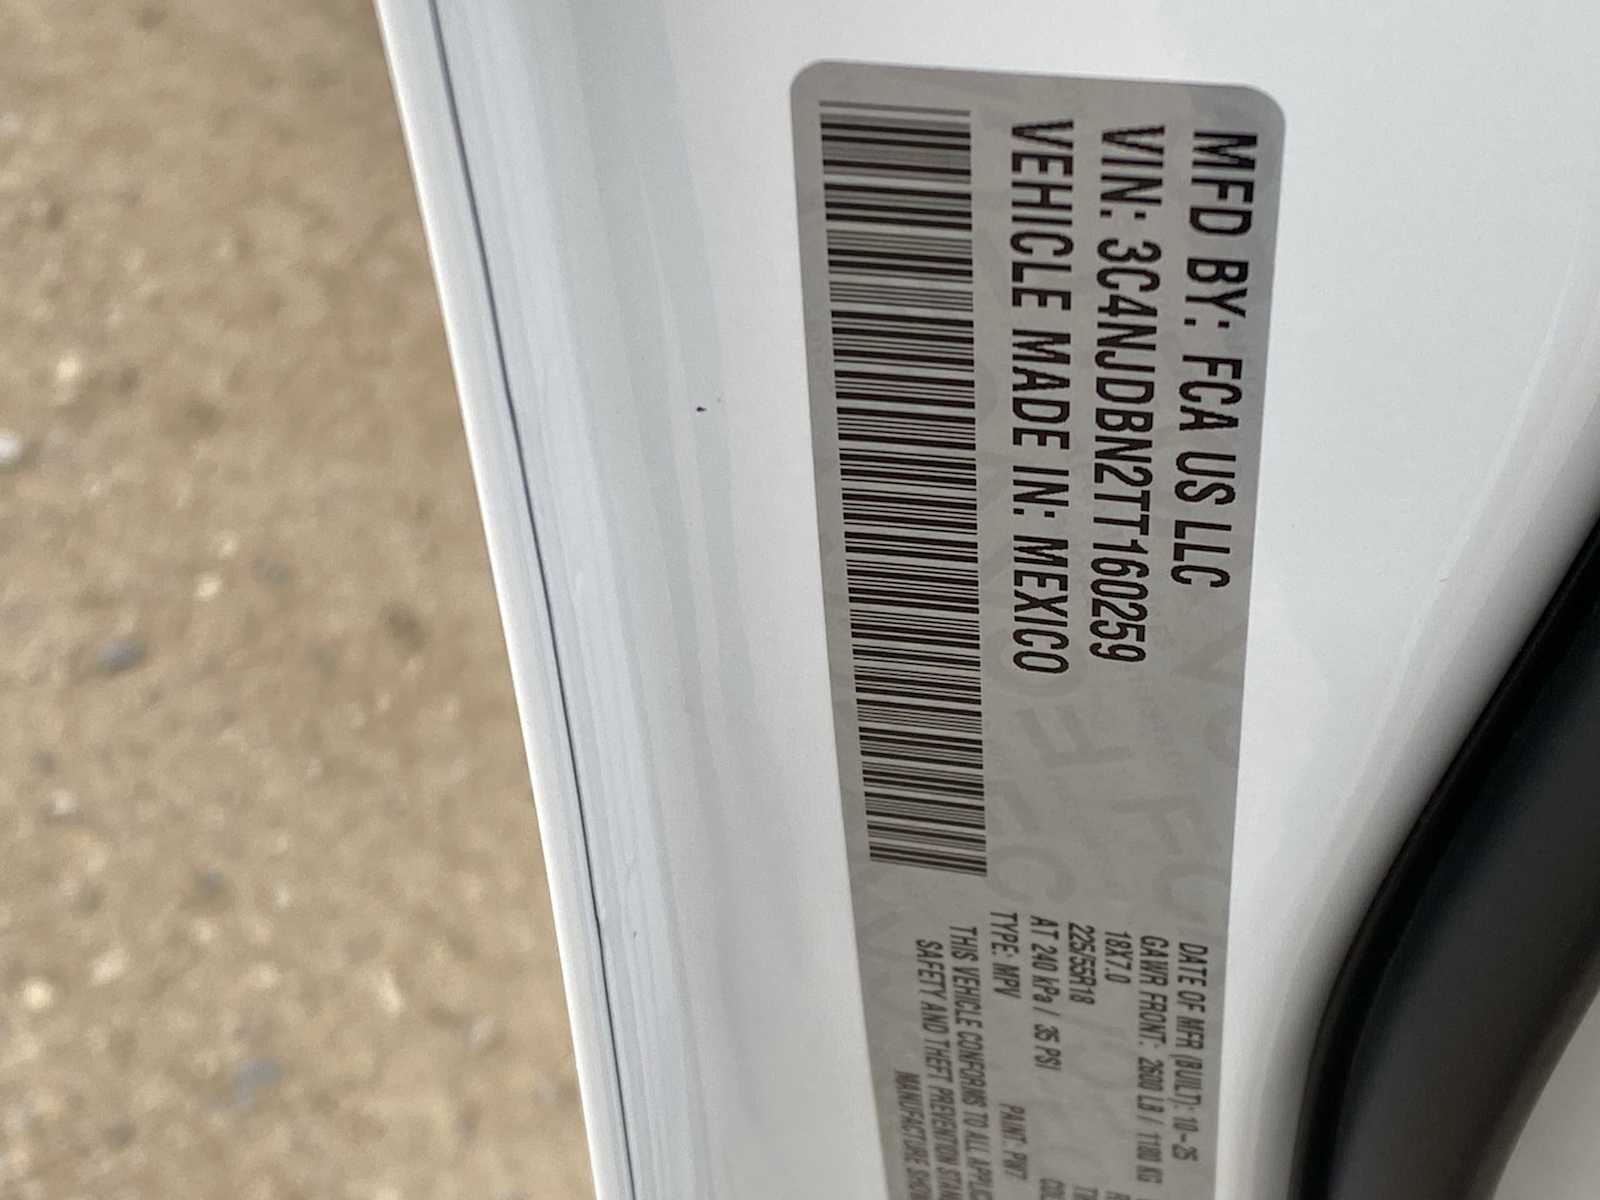 MFD BY: FCA US LLC
VIN: 3C4NJDBN2TT160259
VEHICLE MADE IN: MEXICO
DATE OF MFR (BUILT): 10-25
GAWR FRONT: 2600 LB / 1180 KG
18X7.0
225/55R18
AT 240 kPa / 35 PSI
TYPE: MPV PAINT: PW7
THIS VEHICLE CONFORMS TO ALL
SAFETY AND THEFT PREVENTION
MANUFACTURE